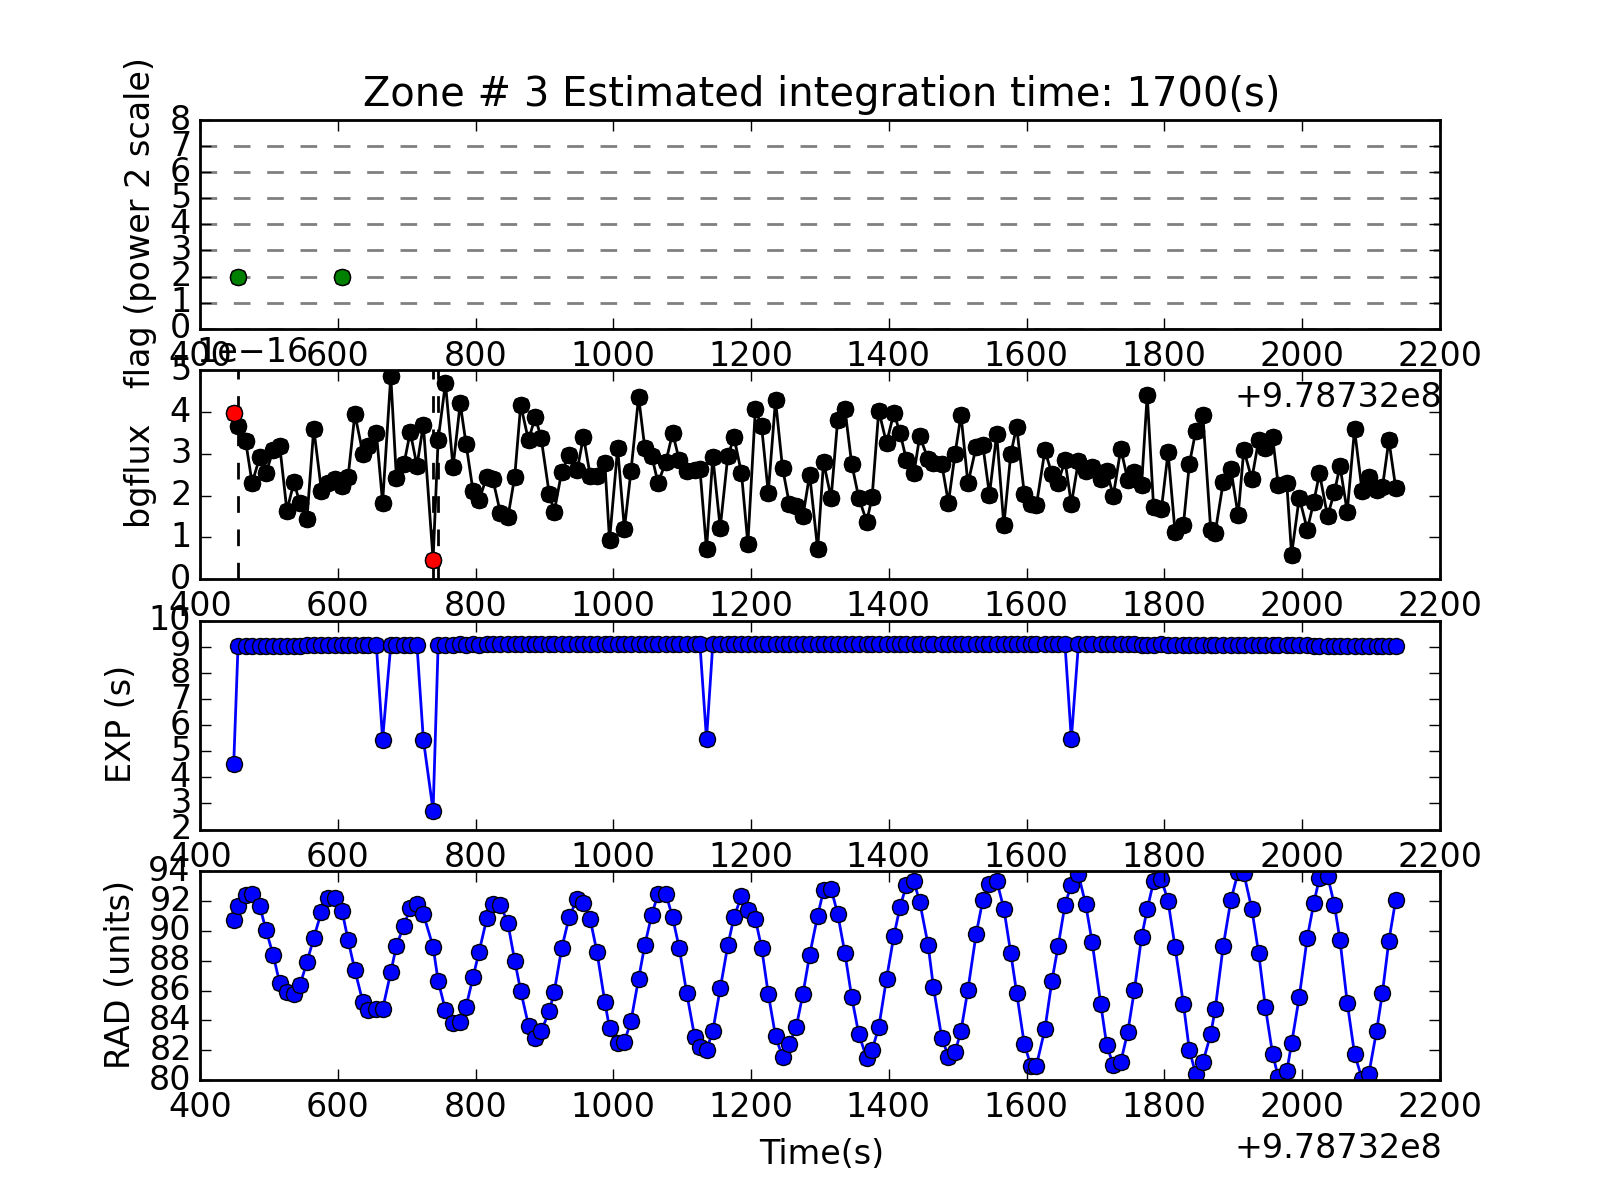 Zone # 3 Estimated integration time: 1700(s)
flag (power 2 scale)
8
7
6
5
4
3
2
1
0
400 600 800 1000 1200 1400 1600 1800 2000 2200
1e−16
+9.78732e8
bgflux
5
4
3
2
1
0
400 600 800 1000 1200 1400 1600 1800 2000 2200
EXP (s)
10
9
8
7
6
5
4
3
2
400 600 800 1000 1200 1400 1600 1800 2000 2200
RAD (units)
94
92
90
88
86
84
82
80
400 600 800 1000 1200 1400 1600 1800 2000 2200
Time(s)
+9.78732e8